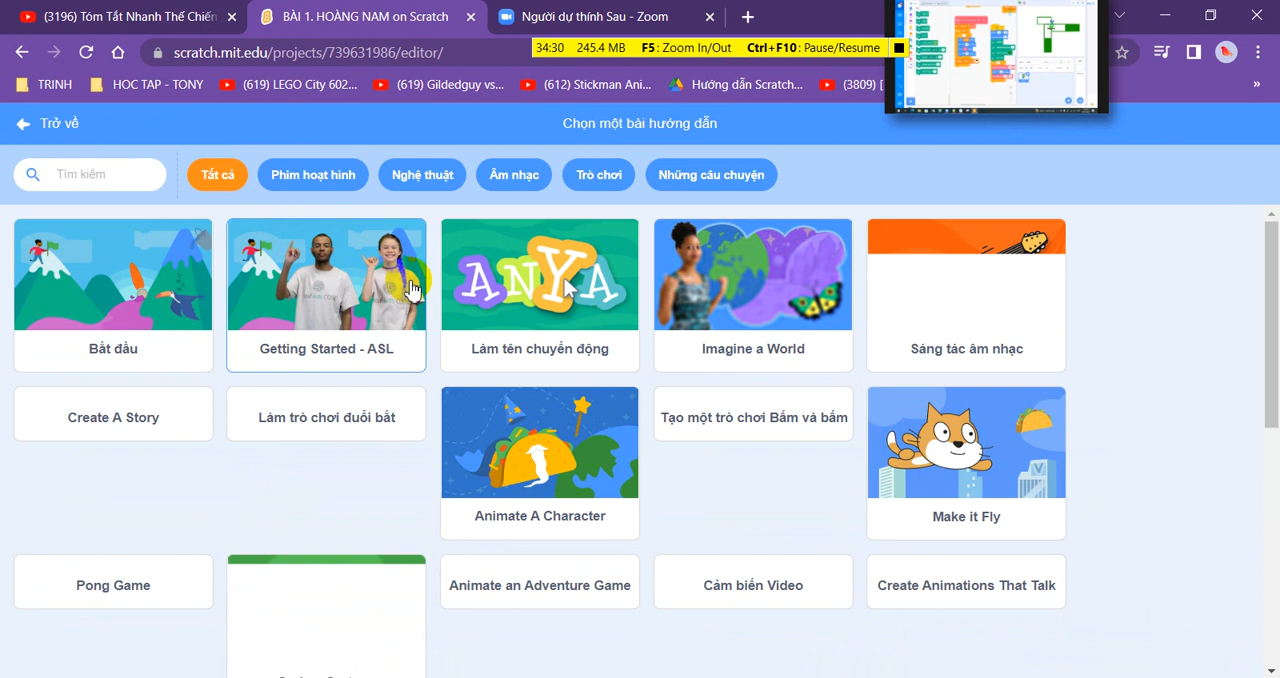 (3196) Tóm Tắt Nhanh Thế Chiến
BÀI 1. HOÀNG NAM on Scratch
Người dự thính Sau - Zoom
scratch.mit.edu/projects/739631986/editor/
34:30 245.4 MB F5: Zoom In/Out Ctrl+F10: Pause/Resume
TRINH
HOC TAP - TONY
(619) LEGO City 602...
(619) Gildedguy vs...
(612) Stickman Ani...
Hướng dẫn Scratch...
(3809) [
»
Trở về
Chọn một bài hướng dẫn
Tìm kiếm
Tất cả
Phim hoạt hình
Nghệ thuật
Âm nhạc
Trò chơi
Những câu chuyện
ANYA
Bắt đầu
Getting Started - ASL
Làm tên chuyển động
Imagine a World
Sáng tác âm nhạc
Create A Story
Làm trò chơi đuổi bắt
Tạo một trò chơi Bấm và bấm
Animate A Character
Make it Fly
Pong Game
Animate an Adventure Game
Cảm biến Video
Create Animations That Talk